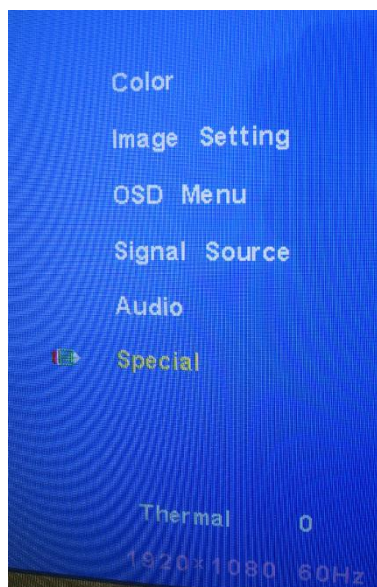 Color
Image Setting
OSD Menu
Signal Source
Audio
Special
Thermal 0
1920×1080 60Hz